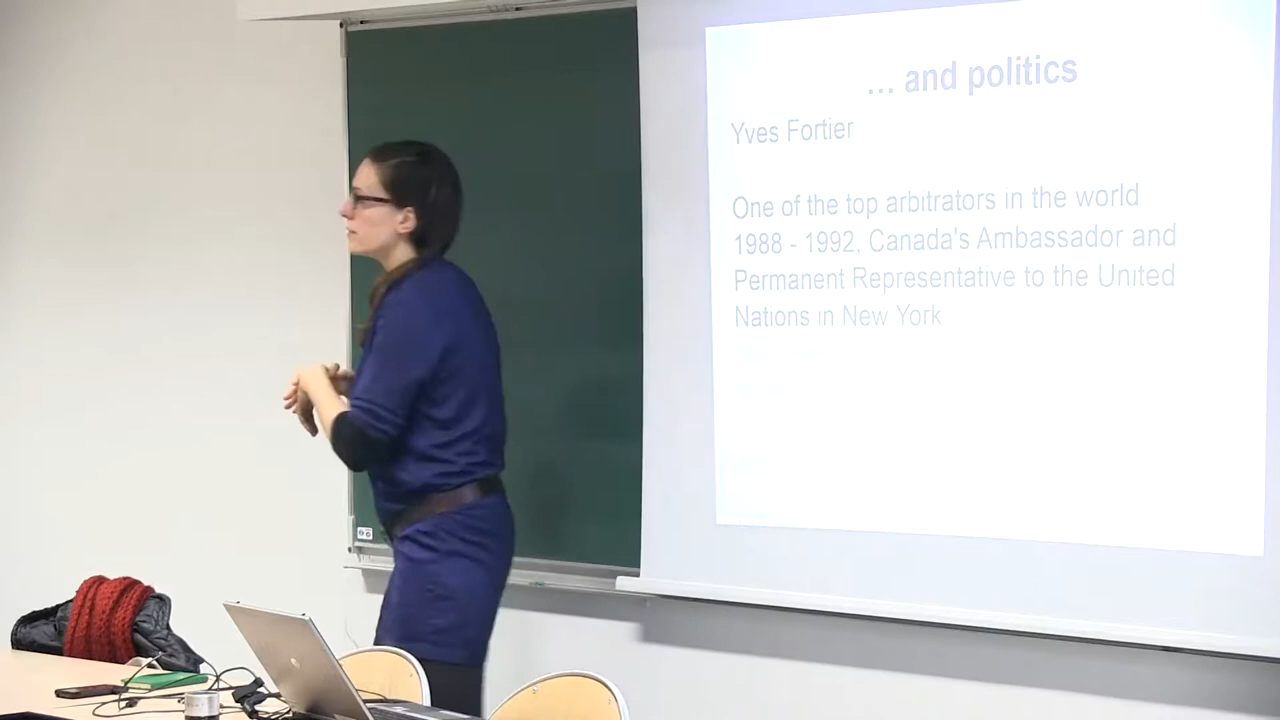 ... and politics
Yves Fortier
One of the top arbitrators in the world
1988 - 1992, Canada's Ambassador and
Permanent Representative to the United
Nations in New York